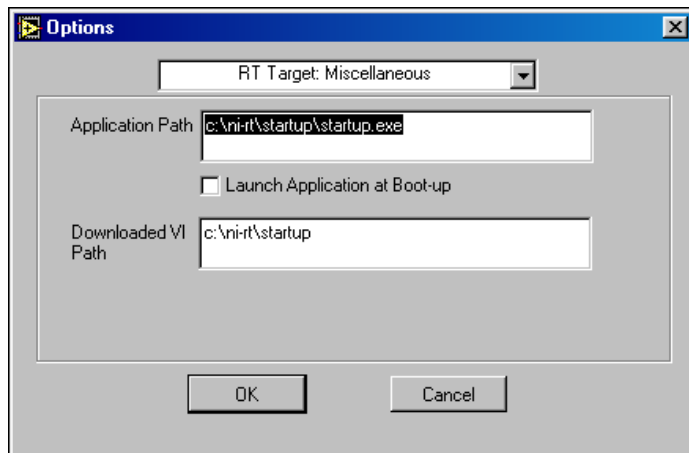 Options
RT Target: Miscellaneous
Application Path
c:\ni-rt\startup\startup.exe
Launch Application at Boot-up
Downloaded VI
Path
c:\ni-rt\startup
OK
Cancel